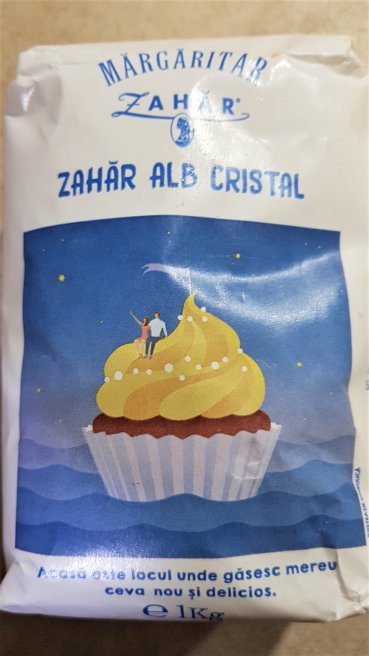 MĂRGĂRITAR
ZAHĂR®
ZAHĂR ALB CRISTAL
Acasă este locul unde găsesc mereu
ceva nou și delicios.
℮ 1Kg